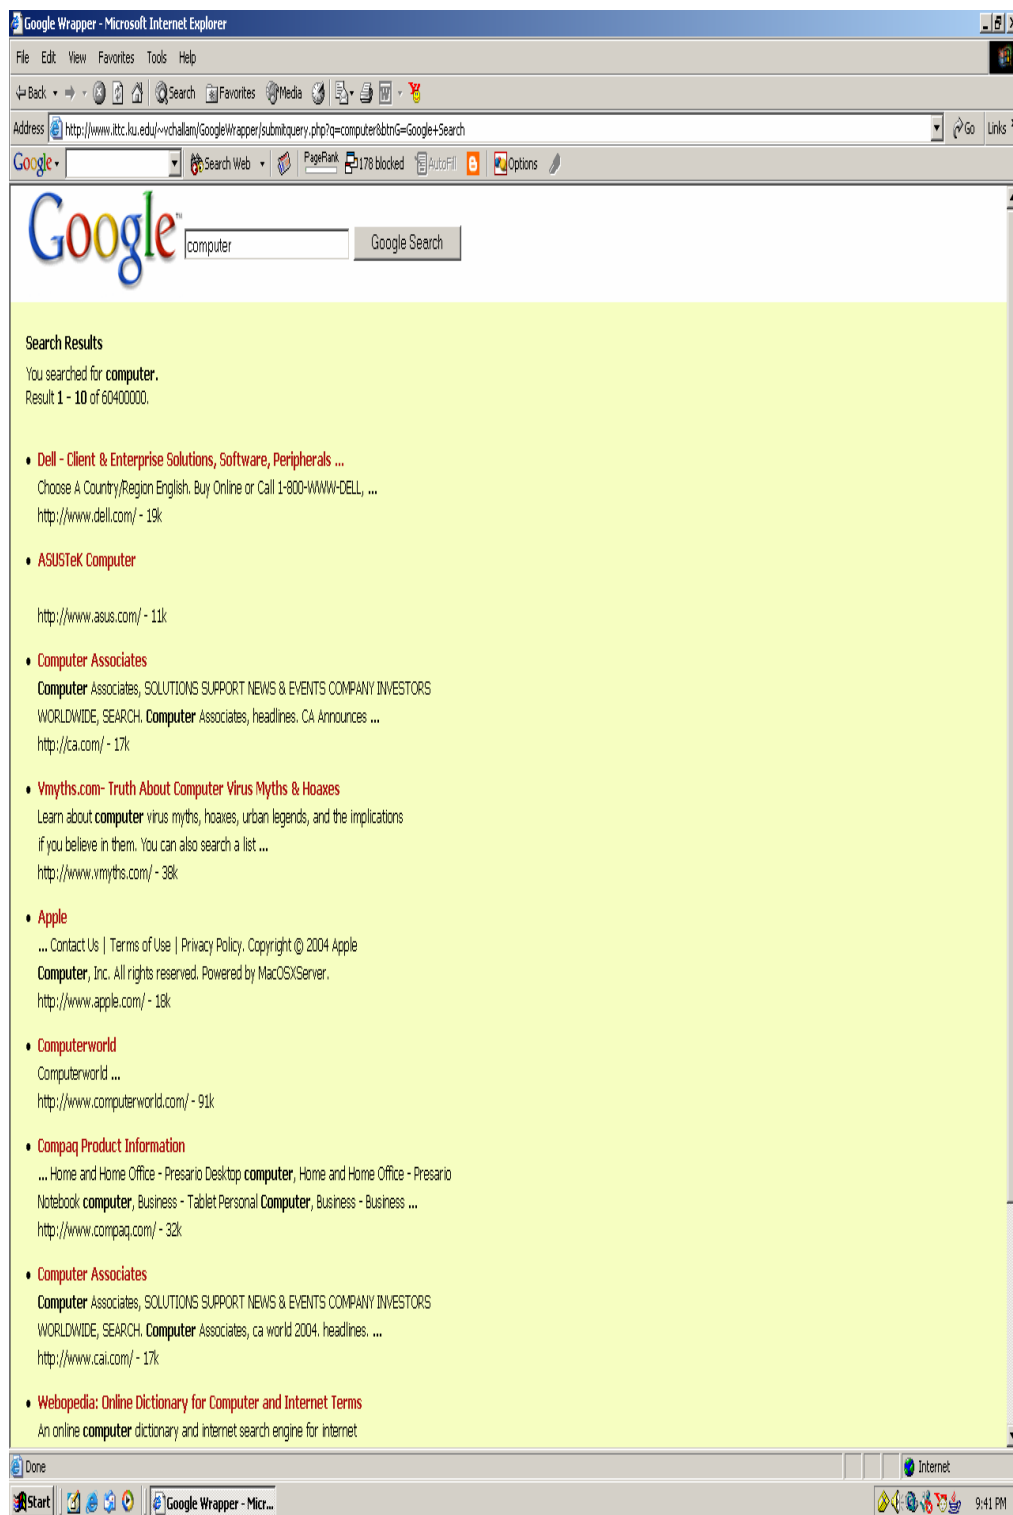 Google Wrapper - Microsoft Internet Explorer
File Edit View Favorites Tools Help
Back Search Favorites Media
Address http://www.ittc.ku.edu/~vchallam/GoogleWrapper/submitquery.php?q=computer&btnG=Google+Search Go Links
Google Search Web PageRank 178 blocked AutoFill Options
Google™ computer Google Search
Search Results
You searched for computer.
Result 1 - 10 of 60400000.
• Dell - Client & Enterprise Solutions, Software, Peripherals ...
Choose A Country/Region English. Buy Online or Call 1-800-WWW-DELL, ...
http://www.dell.com/ - 19k
• ASUSTeK Computer
http://www.asus.com/ - 11k
• Computer Associates
Computer Associates, SOLUTIONS SUPPORT NEWS & EVENTS COMPANY INVESTORS
WORLDWIDE, SEARCH. Computer Associates, headlines. CA Announces ...
http://ca.com/ - 17k
• Vmyths.com- Truth About Computer Virus Myths & Hoaxes
Learn about computer virus myths, hoaxes, urban legends, and the implications
if you believe in them. You can also search a list ...
http://www.vmyths.com/ - 38k
• Apple
... Contact Us | Terms of Use | Privacy Policy. Copyright © 2004 Apple
Computer, Inc. All rights reserved. Powered by MacOSXServer.
http://www.apple.com/ - 18k
• Computerworld
Computerworld ...
http://www.computerworld.com/ - 91k
• Compaq Product Information
... Home and Home Office - Presario Desktop computer, Home and Home Office - Presario
Notebook computer, Business - Tablet Personal Computer, Business - Business ...
http://www.compaq.com/ - 32k
• Computer Associates
Computer Associates, SOLUTIONS SUPPORT NEWS & EVENTS COMPANY INVESTORS
WORLDWIDE, SEARCH. Computer Associates, ca world 2004. headlines. ...
http://www.cai.com/ - 17k
• Webopedia: Online Dictionary for Computer and Internet Terms
An online computer dictionary and internet search engine for internet
Done Internet
Start Google Wrapper - Micr... 9:41 PM